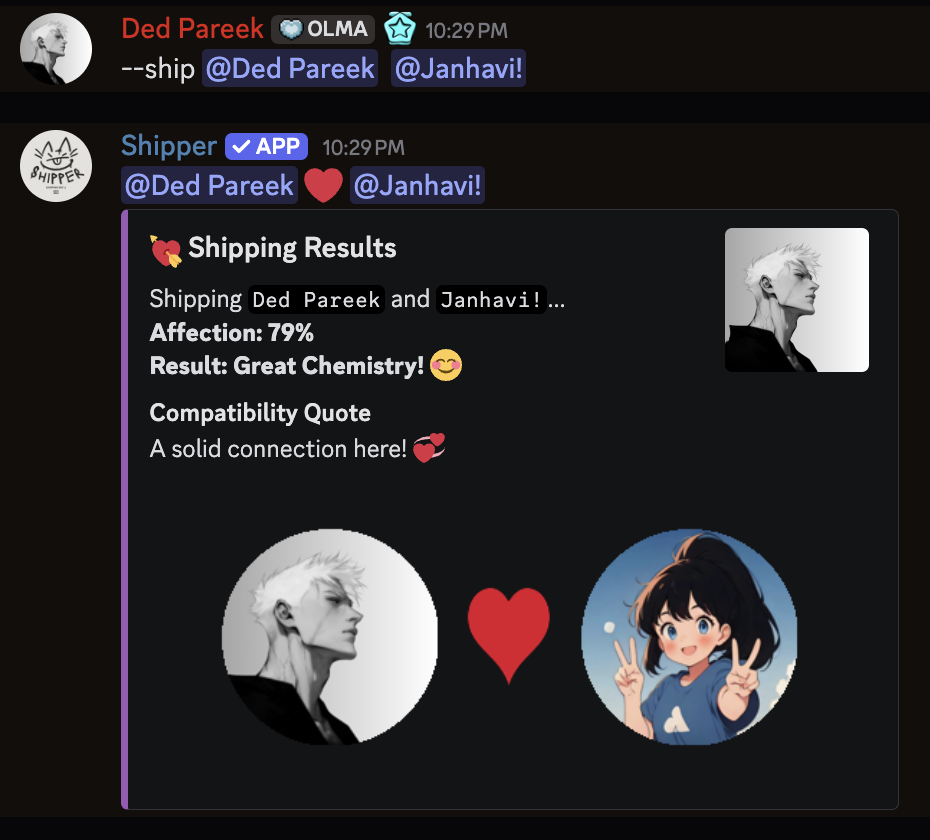 Ded Pareek OLMA 10:29 PM
--ship @Ded Pareek @Janhavi!
SHIPPER
Shipper APP 10:29 PM
@Ded Pareek @Janhavi!
Shipping Results
Shipping Ded Pareek and Janhavi!...
Affection: 79%
Result: Great Chemistry!
Compatibility Quote
A solid connection here!